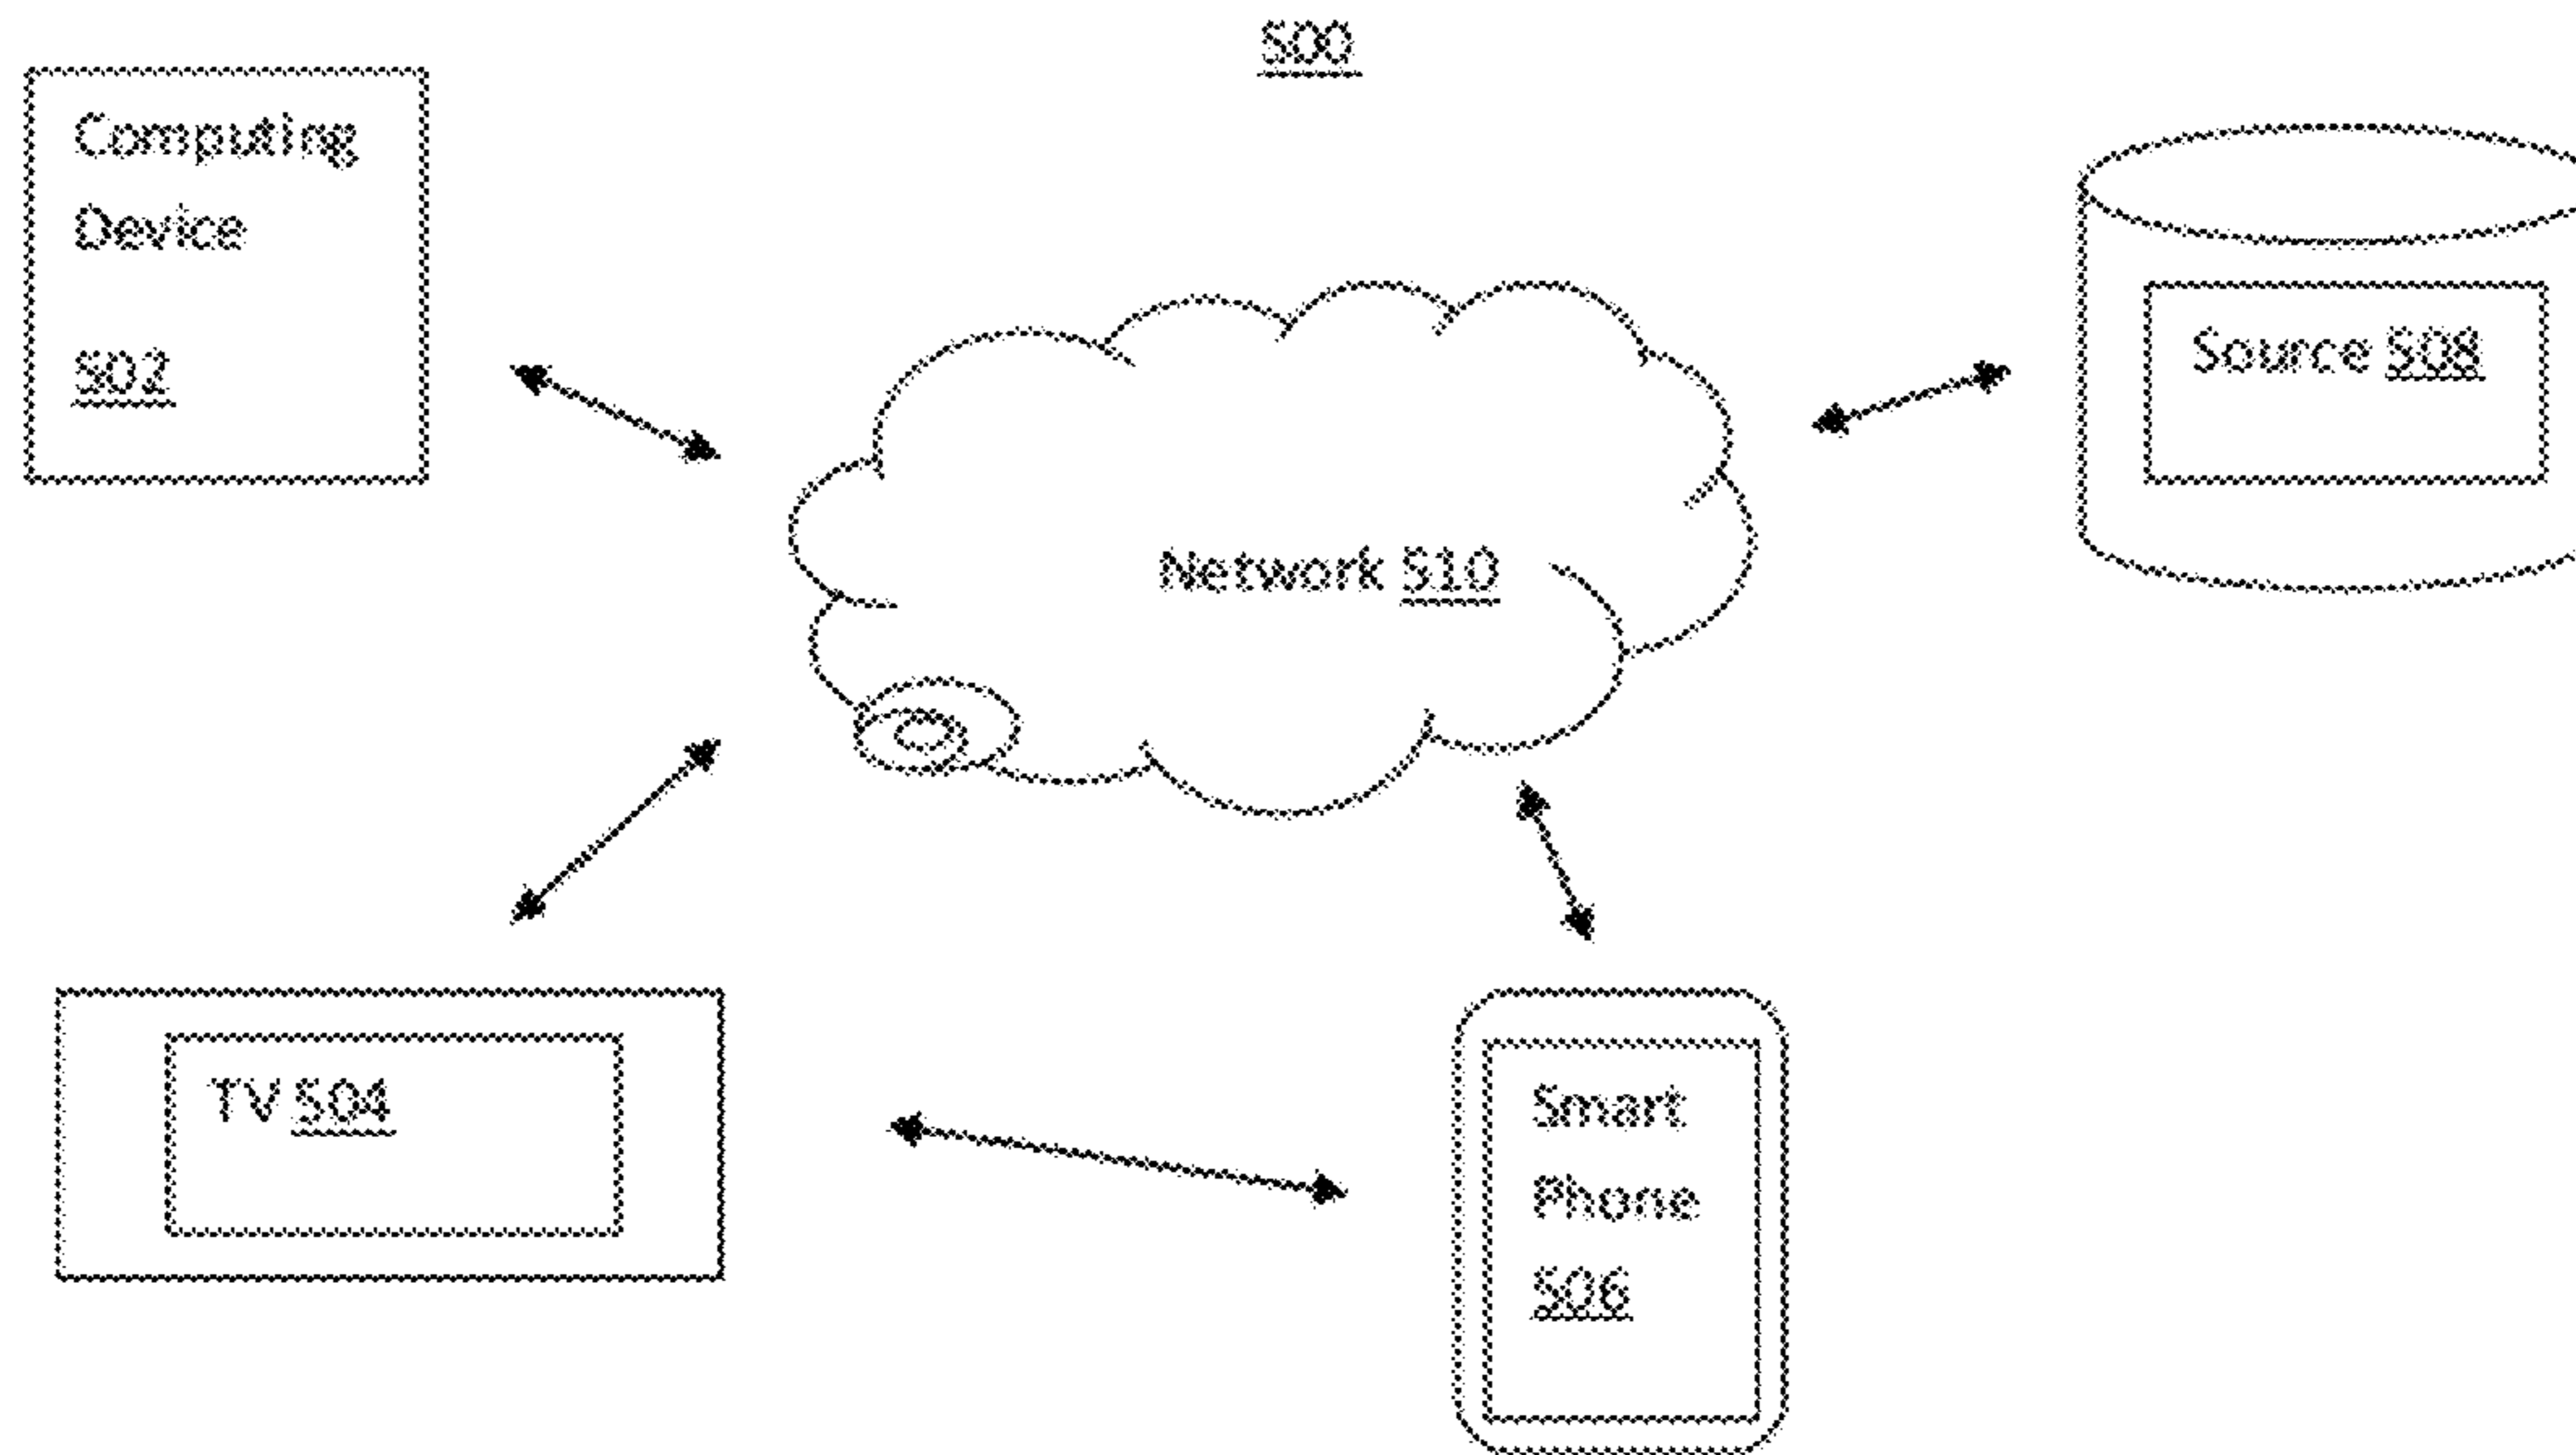 500
Computing
Device
502
Source 508
Network 510
TV 504
Smart
Phone
506